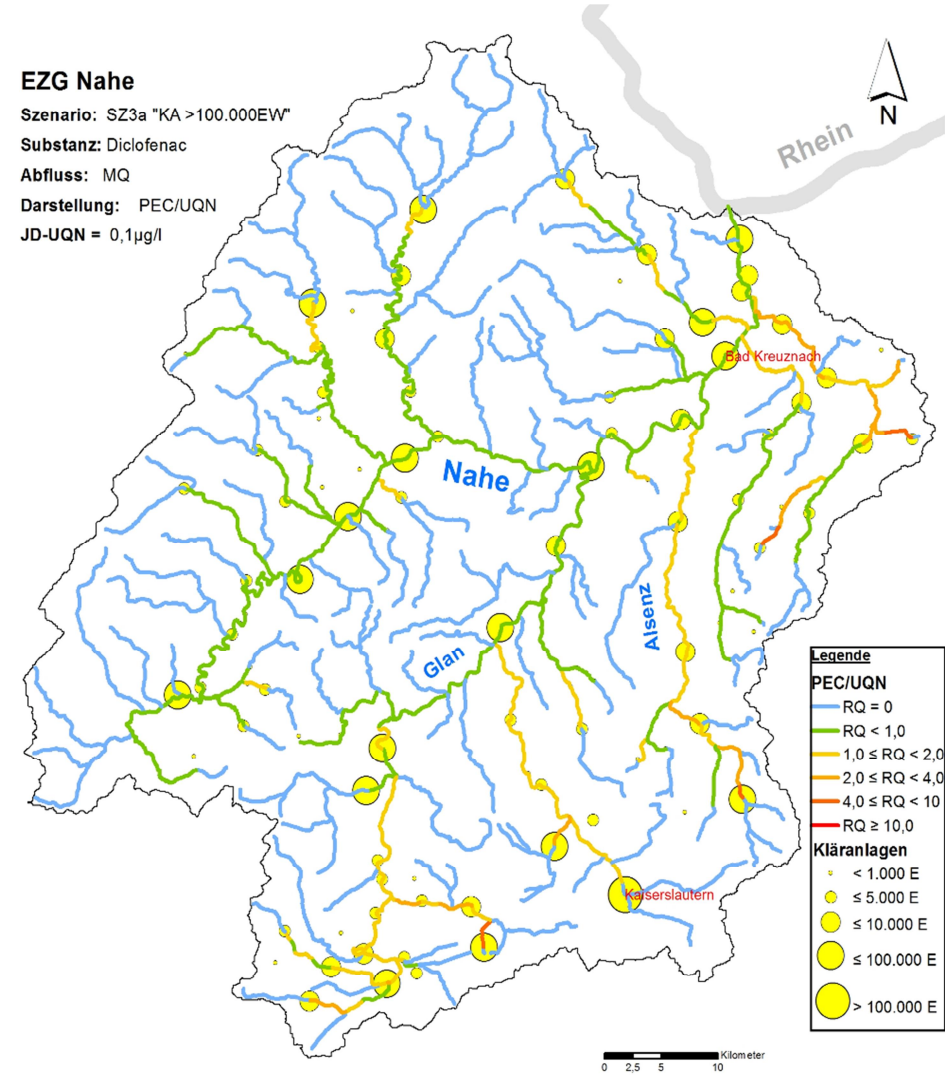 EZG Nahe
Szenario: SZ3a "KA >100.000EW"
Substanz: Diclofenac
Abfluss: MQ
Darstellung: PEC/UQN
JD-UQN = 0,1µg/l
N
Rhein
Bad Kreuznach
Nahe
Alsenz
Glan
Kaiserslautern
Legende
PEC/UQN
RQ = 0
RQ < 1,0
1,0 ≤ RQ < 2,0
2,0 ≤ RQ < 4,0
4,0 ≤ RQ < 10
RQ ≥ 10,0
Kläranlagen
< 1.000 E
≤ 5.000 E
≤ 10.000 E
≤ 100.000 E
> 100.000 E
Kilometer
0 2,5 5 10